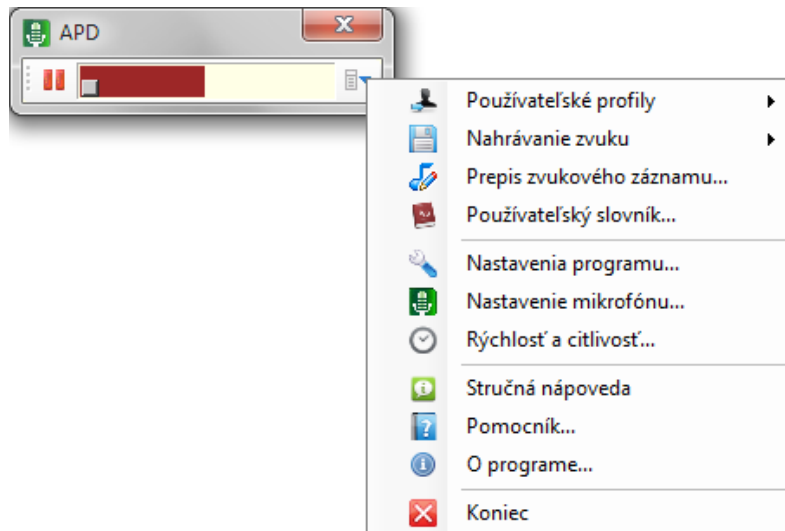 APD
Používateľské profily
Nahrávanie zvuku
Prepis zvukového záznamu...
Používateľský slovník...
Nastavenia programu...
Nastavenie mikrofónu...
Rýchlosť a citlivosť...
Stručná nápoveda
Pomocník...
O programe...
Koniec